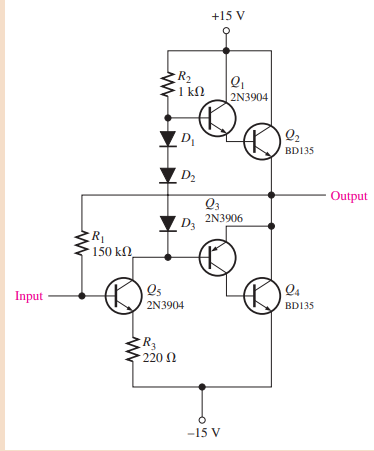 +15 V
R2
1 kΩ
Q1
2N3904
D1
Q2
BD135
D2
Output
Q3
2N3906
D3
R1
150 kΩ
Input
Q5
2N3904
Q4
BD135
R3
220 Ω
–15 V